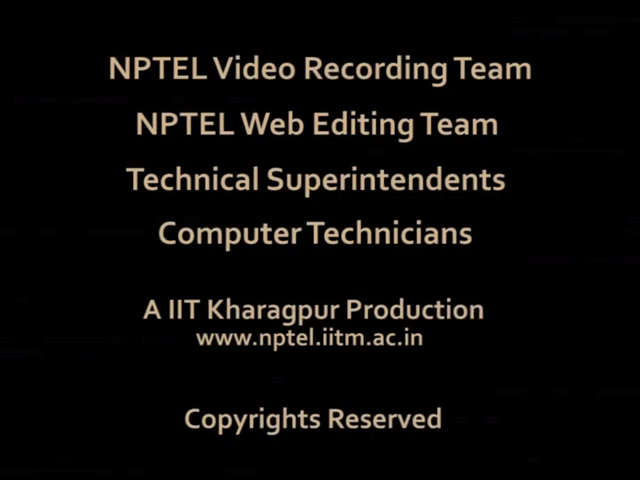 NPTEL Video Recording Team
NPTEL Web Editing Team
Technical Superintendents
Computer Technicians
A IIT Kharagpur Production
www.nptel.iitm.ac.in
Copyrights Reserved